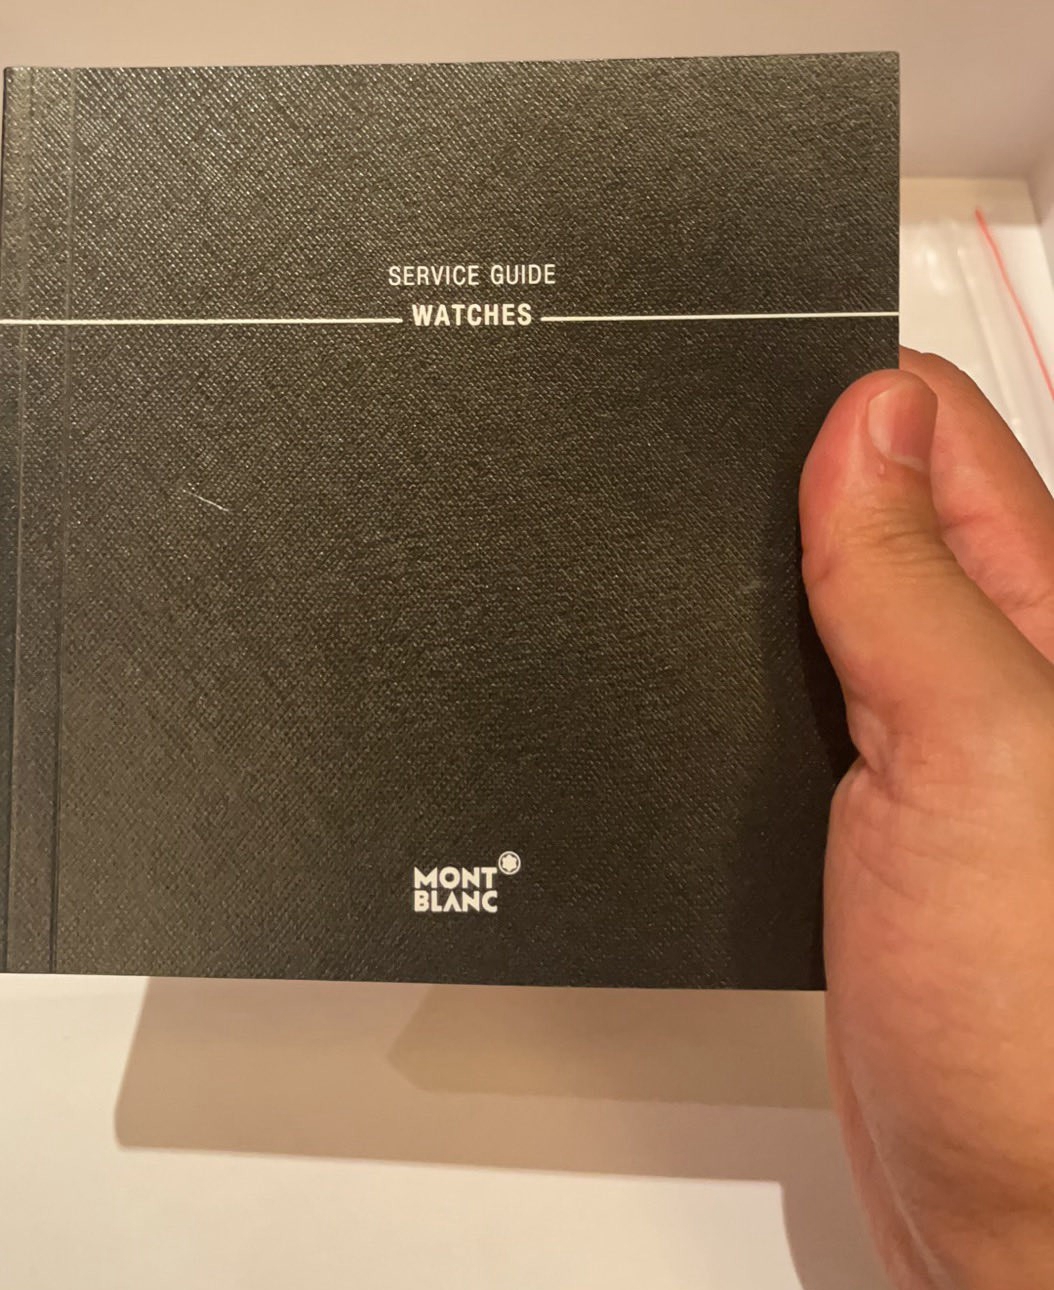 SERVICE GUIDE
WATCHES
MONT
BLANC